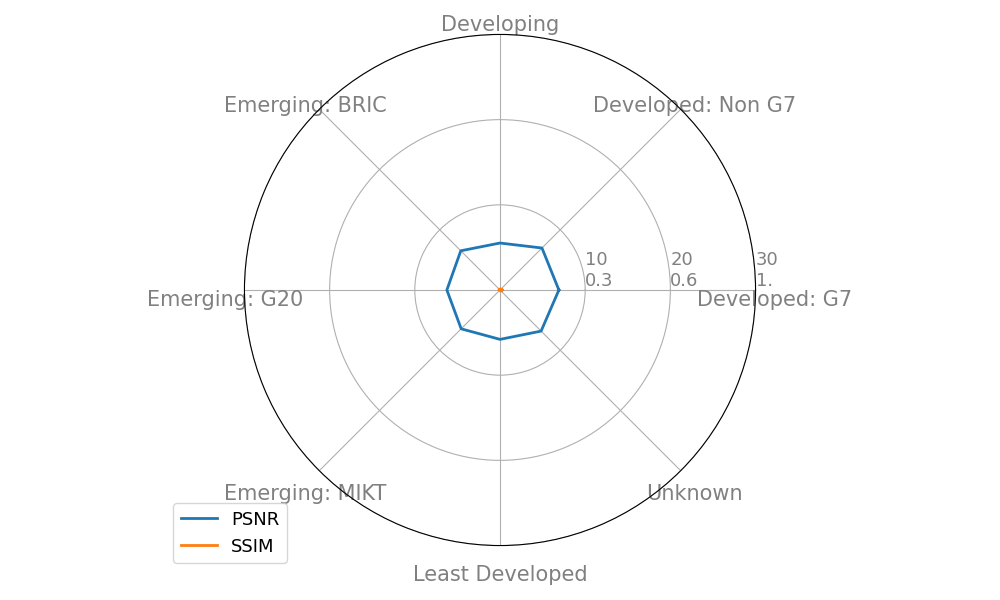 Developing
Emerging: BRIC
Developed: Non G7
10
0.3
20
0.6
30
1.
Emerging: G20
Developed: G7
Emerging: MIKT
Unknown
PSNR
SSIM
Least Developed